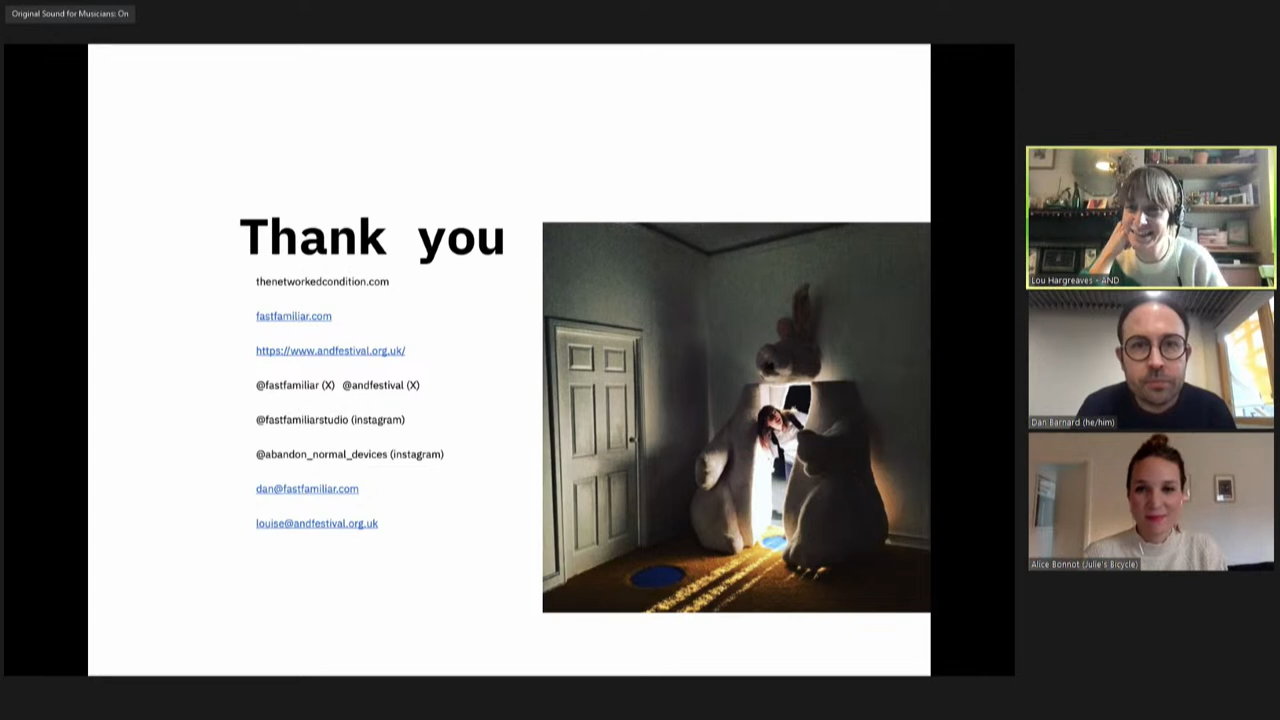 Original Sound for Musicians: On
Thank you
thenetworkedcondition.com
fastfamiliar.com
https://www.andfestival.org.uk/
@fastfamiliar (X) @andfestival (X)
@fastfamiliarstudio (instagram)
@abandon_normal_devices (instagram)
dan@fastfamiliar.com
louise@andfestival.org.uk
Lou Hargreaves - AND
Dan Barnard (he/him)
Alice Bonnot (Julie's Bicycle)